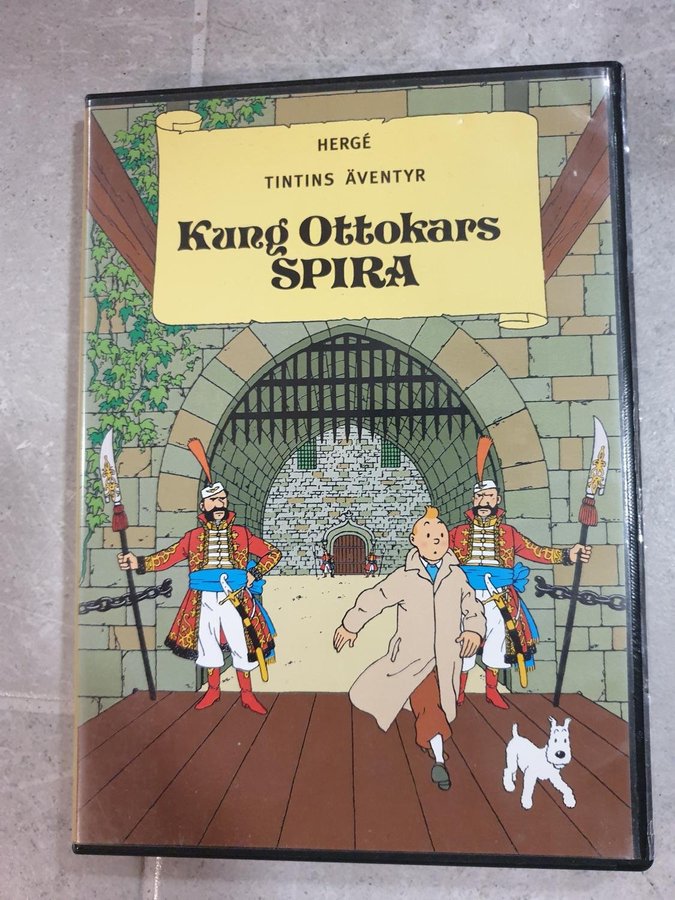 HERGÉ
TINTINS ÄVENTYR
Kung Ottokars
SPIRA